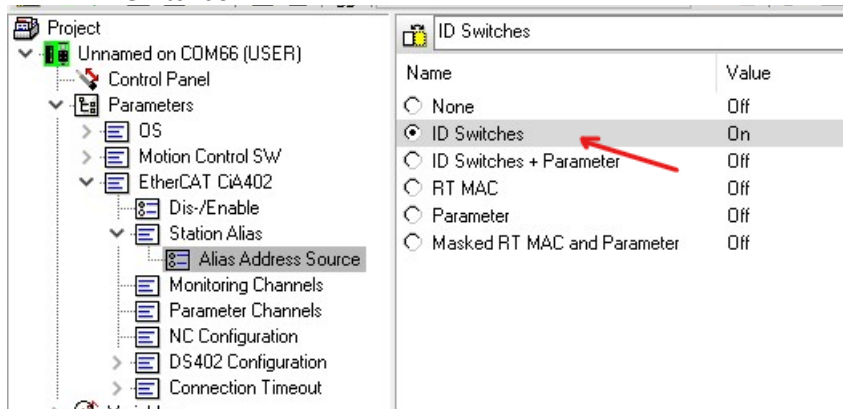 Project
ID Switches
Unnamed on COM66 (USER)
Control Panel
Name Value
Parameters
None Off
OS
ID Switches On
Motion Control SW
ID Switches + Parameter Off
EtherCAT CiA402
RT MAC Off
Dis-/Enable
Parameter Off
Station Alias
Masked RT MAC and Parameter Off
Alias Address Source
Monitoring Channels
Parameter Channels
NC Configuration
DS402 Configuration
Connection Timeout